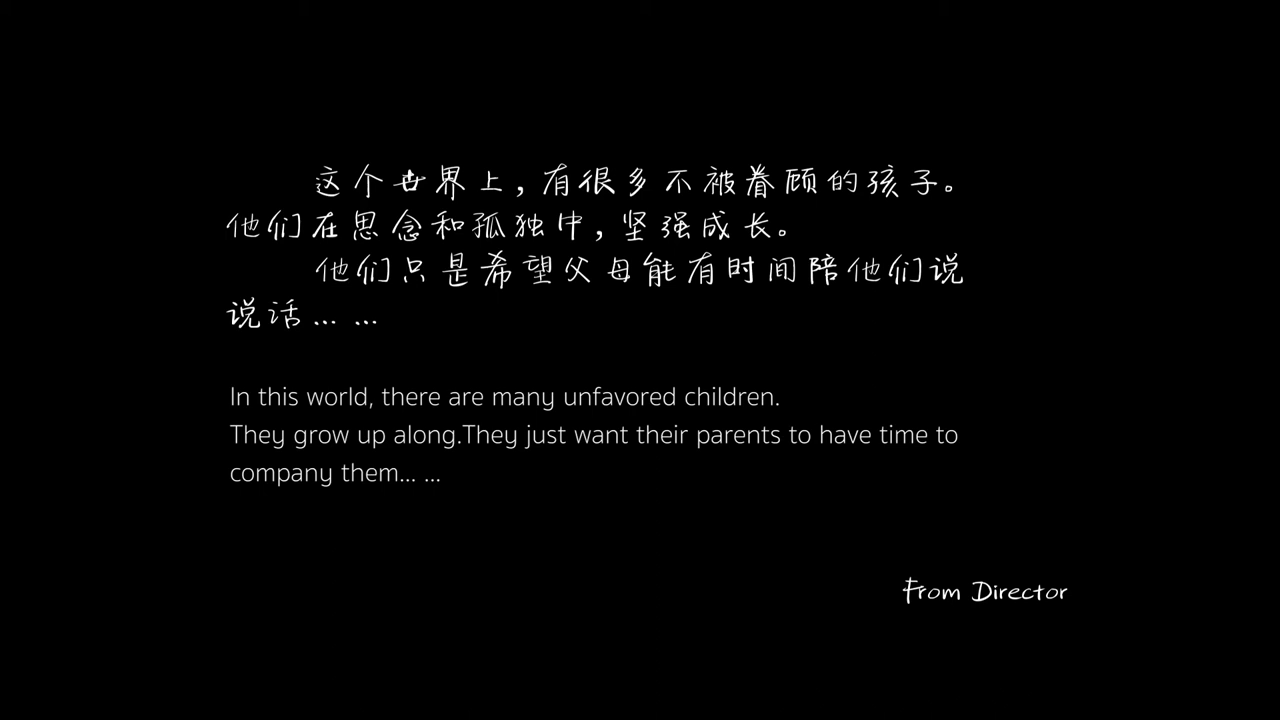 这个世界上，有很多不被眷顾的孩子。
他们在思念和孤独中，坚强成长。
他们只是希望父母能有时间陪他们说
说话... ...
In this world, there are many unfavored children.
They grow up along.They just want their parents to have time to
company them... ...
From Director